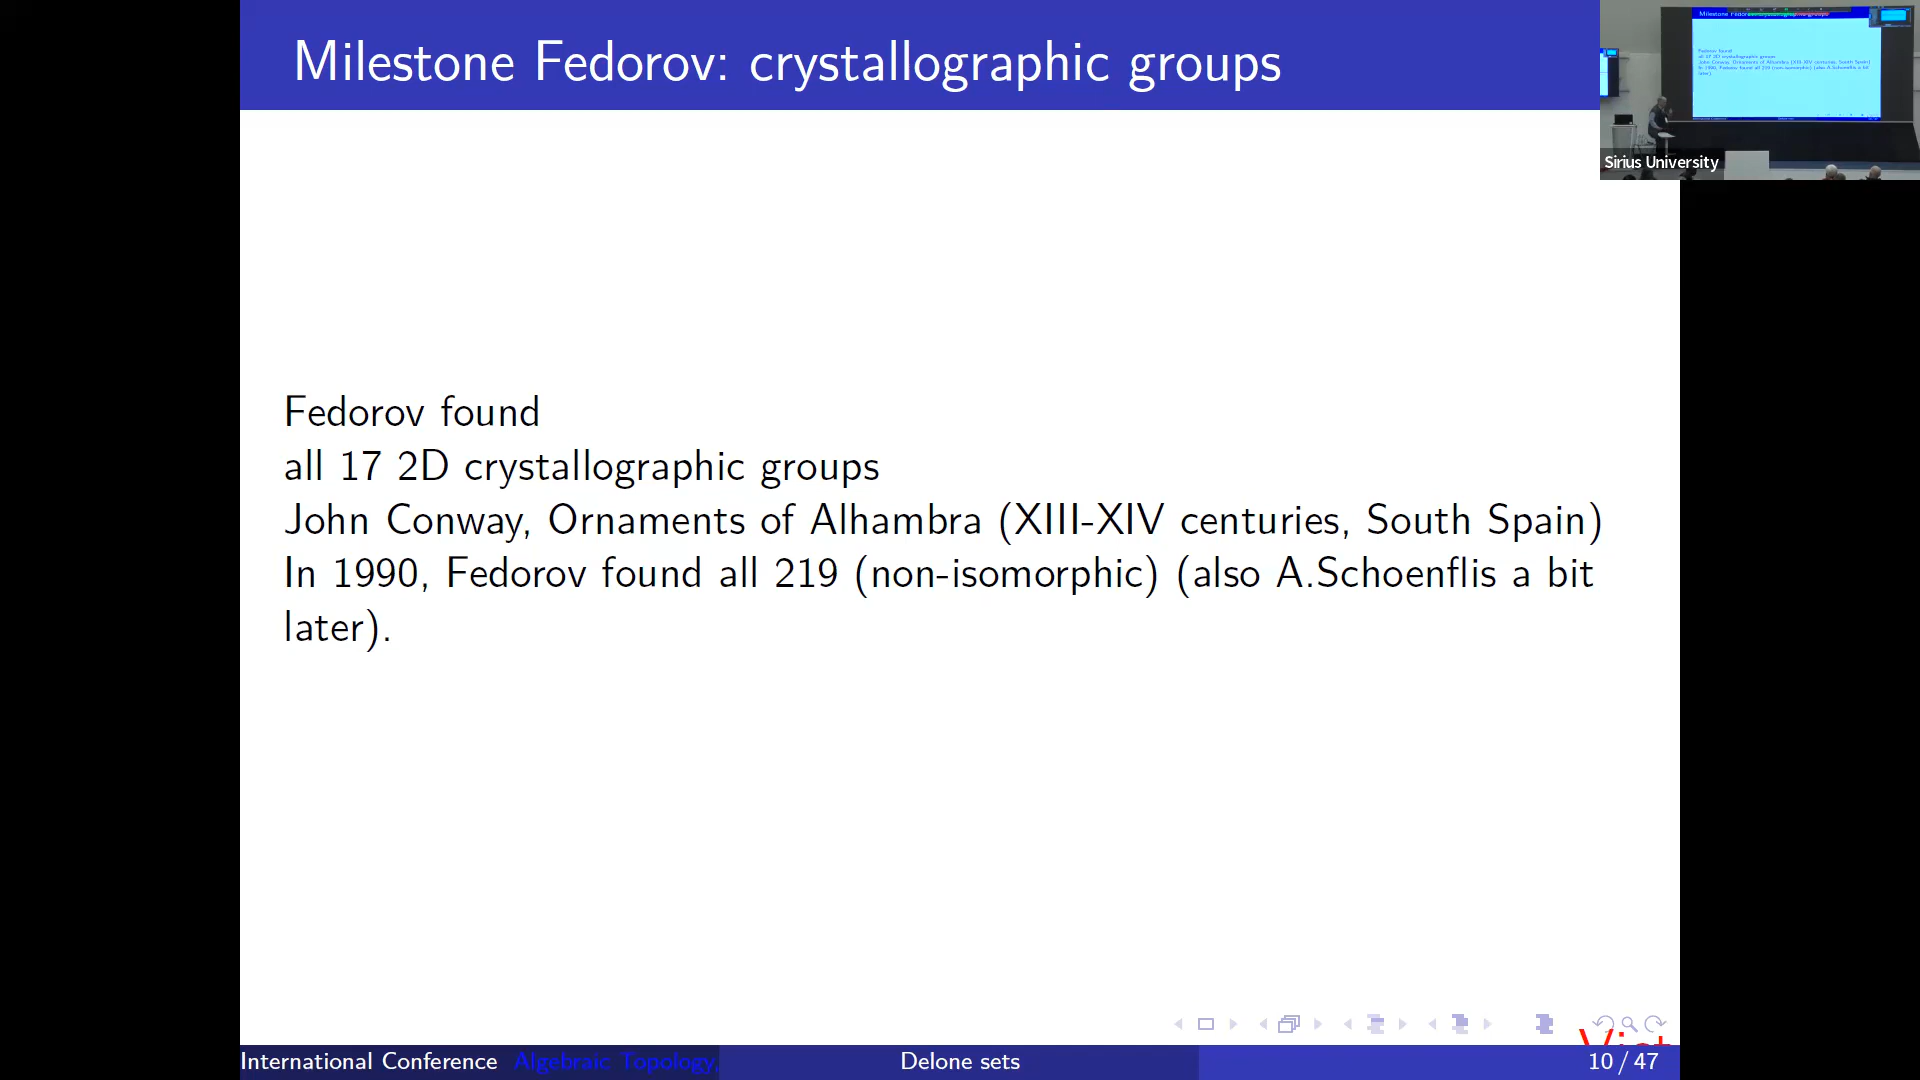 Milestone Fedorov: crystallographic groups
Sirius University
Fedorov found
all 17 2D crystallographic groups
John Conway, Ornaments of Alhambra (XIII-XIV centuries, South Spain)
In 1990, Fedorov found all 219 (non-isomorphic) (also A.Schoenflis a bit
later).
International Conference Algebraic Topology,
Delone sets
10 / 47